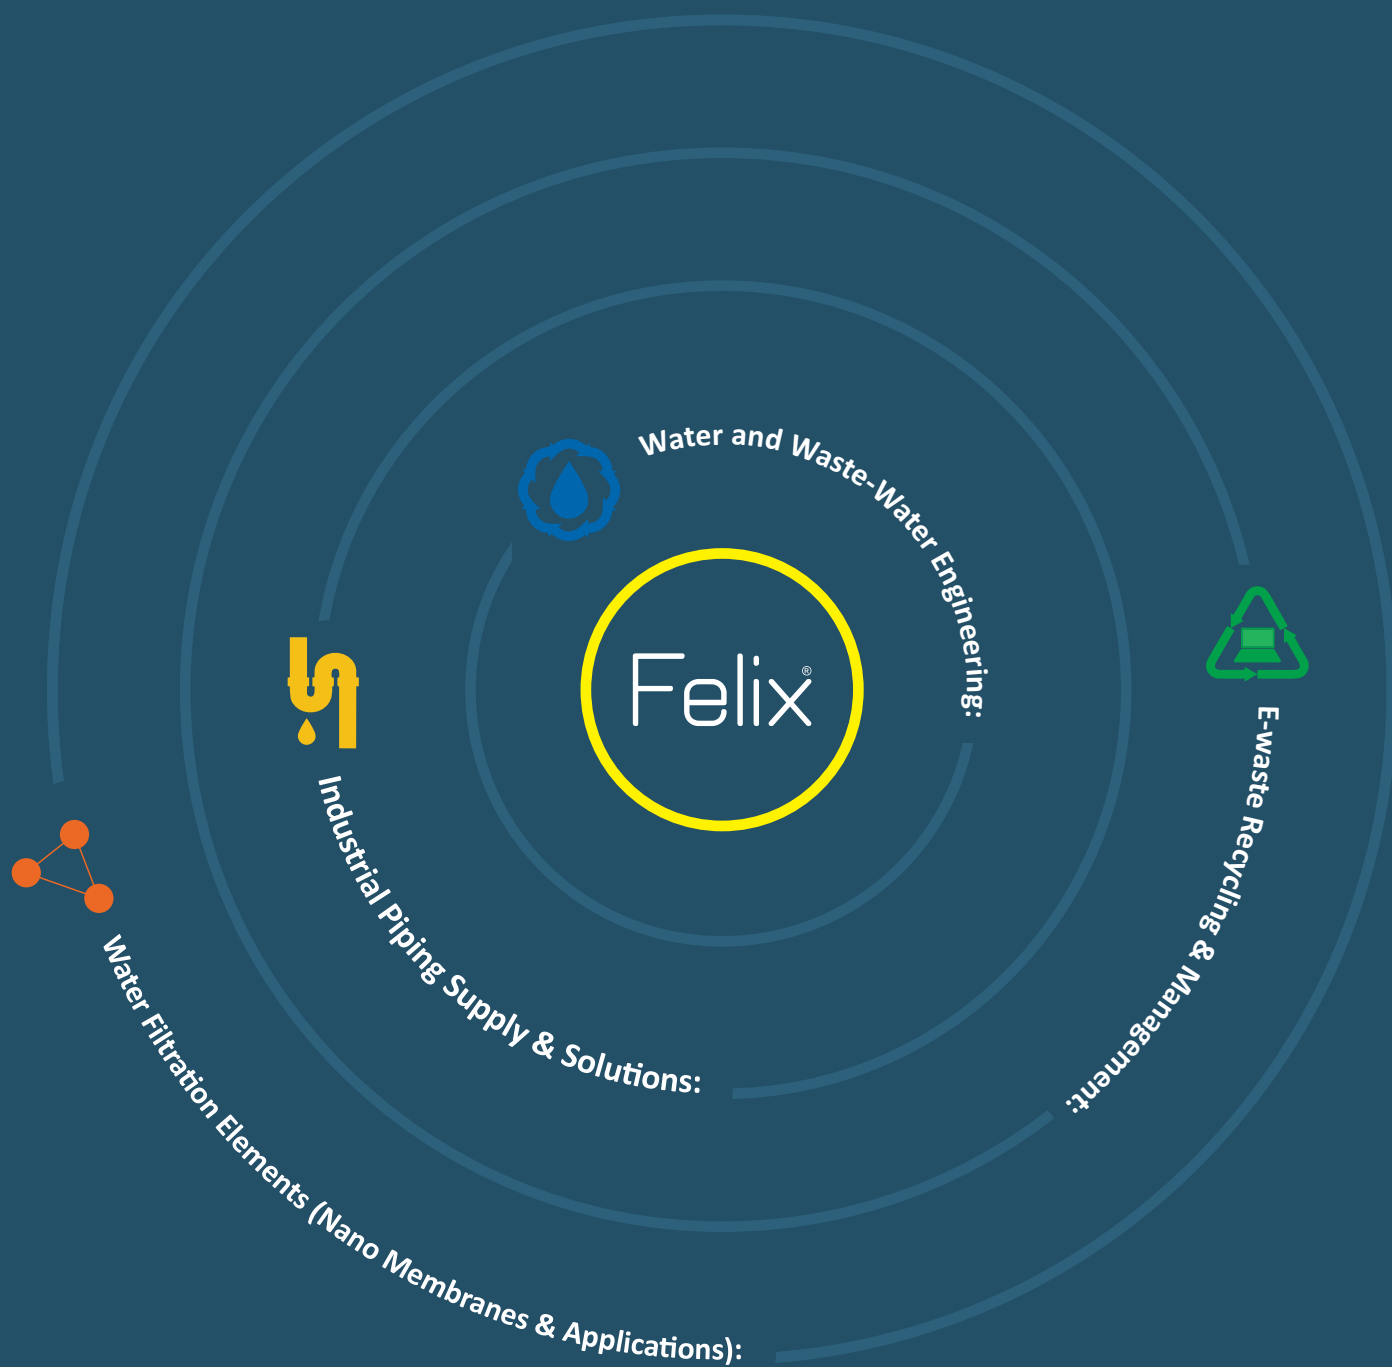 Water and Waste-Water Engineering:
Felix®
Industrial Piping Supply & Solutions:
E-waste Recycling & Management:
Water Filtration Elements (Nano Membranes & Applications):